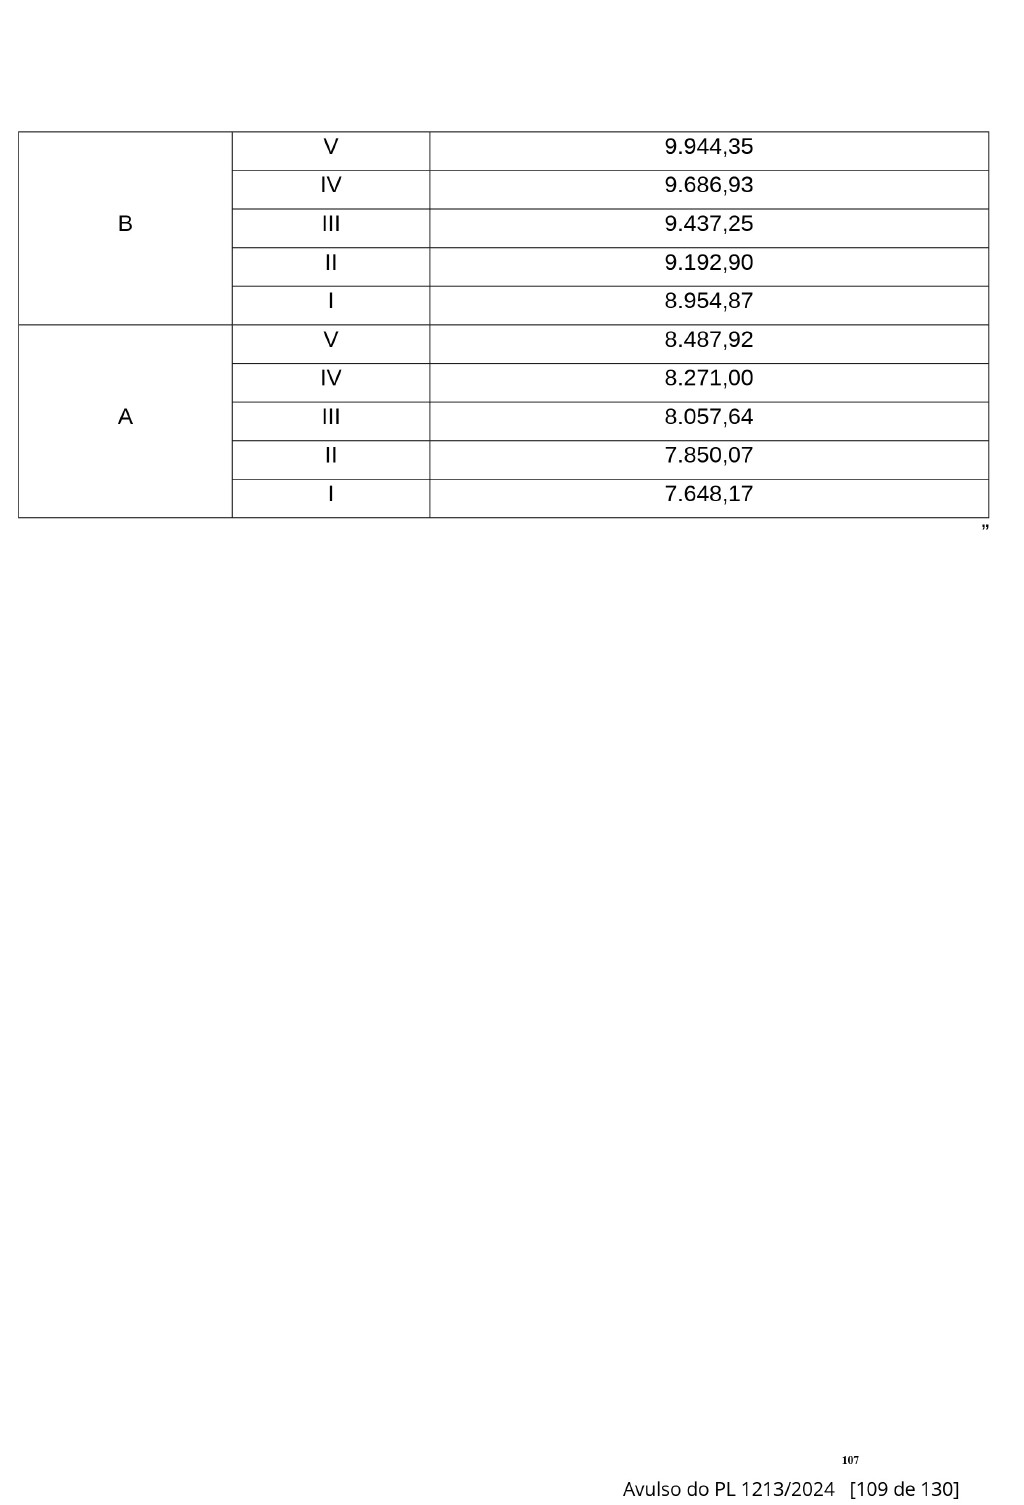 V 9.944,35
IV 9.686,93
B III 9.437,25
II 9.192,90
I 8.954,87
V 8.487,92
IV 8.271,00
A III 8.057,64
II 7.850,07
I 7.648,17
”
107
Avulso do PL 1213/2024 [109 de 130]